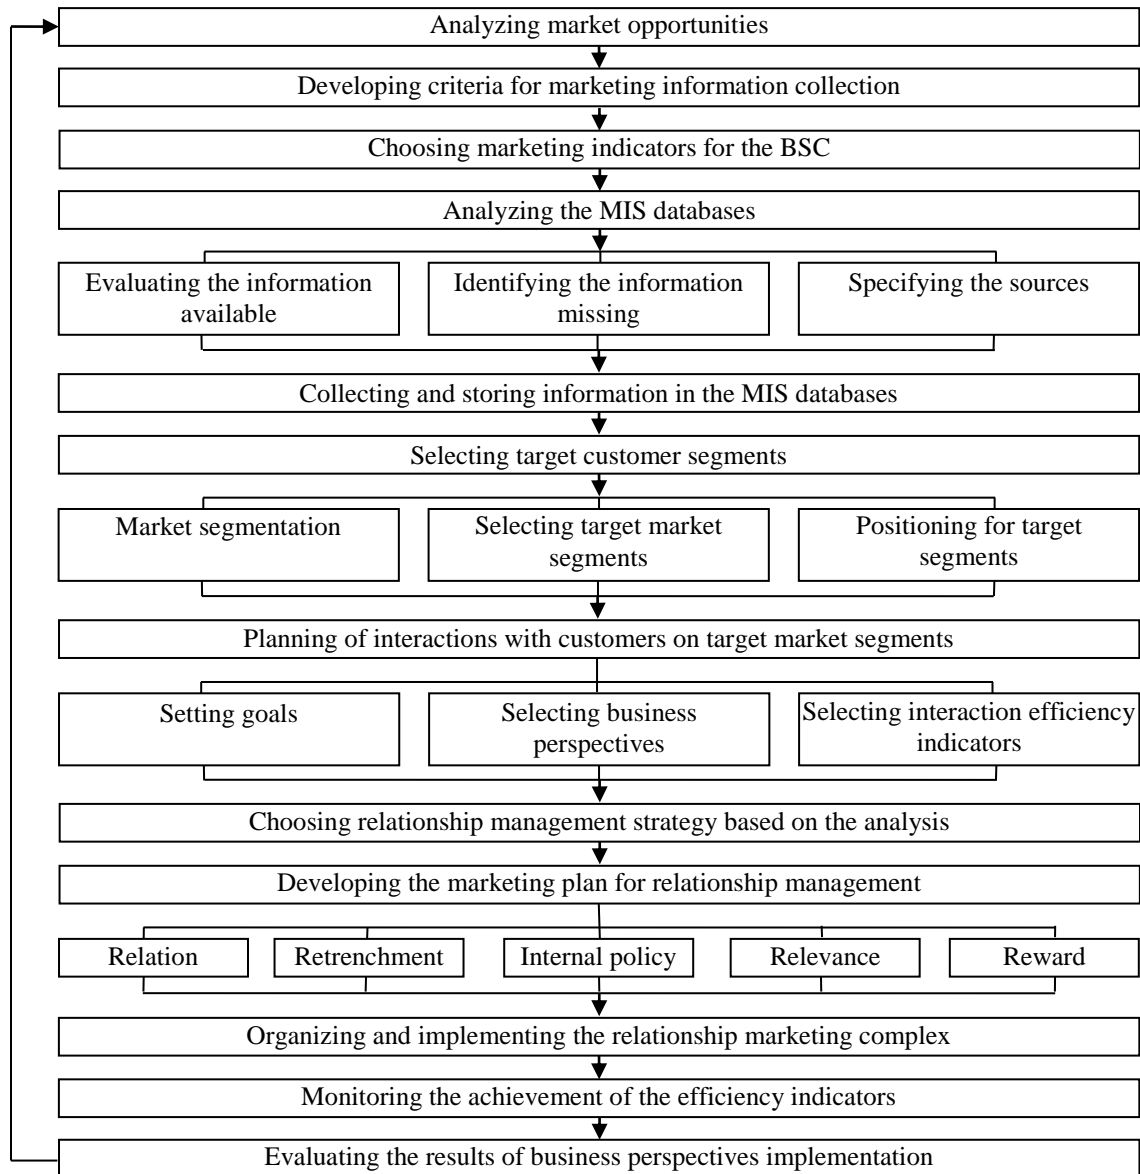 Analyzing market opportunities
Developing criteria for marketing information collection
Choosing marketing indicators for the BSC
Analyzing the MIS databases
Evaluating the information
available
Identifying the information
missing
Specifying the sources
Collecting and storing information in the MIS databases
Selecting target customer segments
Market segmentation
Selecting target market
segments
Positioning for target
segments
Planning of interactions with customers on target market segments
Setting goals
Selecting business
perspectives
Selecting interaction efficiency
indicators
Choosing relationship management strategy based on the analysis
Developing the marketing plan for relationship management
Relation
Retrenchment
Internal policy
Relevance
Reward
Organizing and implementing the relationship marketing complex
Monitoring the achievement of the efficiency indicators
Evaluating the results of business perspectives implementation